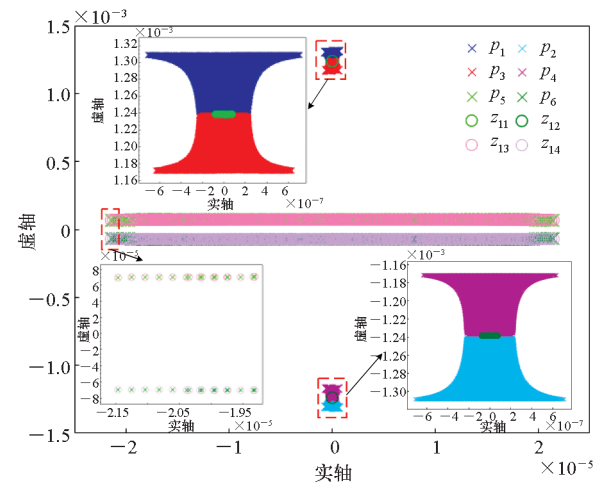 ×10⁻³
1.5
1.0
0.5
0
−0.5
−1.0
−1.5
虚轴
−2
−1
0
1
2
×10⁻⁵
实轴
p₁ p₂
p₃ p₄
p₅ p₆
z₁₁ z₁₂
z₁₃ z₁₄
×10⁻³
1.32
1.30
1.28
1.26
1.24
1.22
1.20
1.18
1.16
虚轴
−6 −4 −2 0 2 4 6
实轴
×10⁻⁷
×10⁻⁵
8
6
4
2
0
−2
−4
−6
−8
虚轴
−2.15 −2.05 −1.95
实轴
×10⁻⁵
×10⁻³
−1.16
−1.18
−1.20
−1.22
−1.24
−1.26
−1.28
−1.30
虚轴
−6 −4 −2 0 2 4 6
实轴
×10⁻⁷